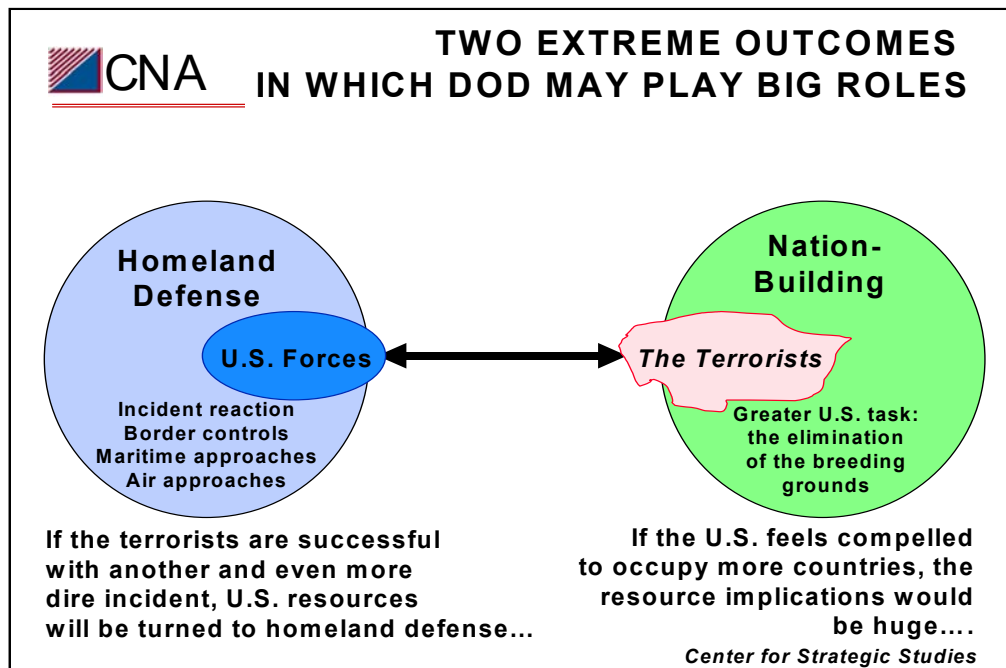 CNA
TWO EXTREME OUTCOMES
IN WHICH DOD MAY PLAY BIG ROLES
Homeland
Defense
U.S. Forces
Incident reaction
Border controls
Maritime approaches
Air approaches
If the terrorists are successful
with another and even more
dire incident, U.S. resources
will be turned to homeland defense…
Nation-
Building
The Terrorists
Greater U.S. task:
the elimination
of the breeding
grounds
If the U.S. feels compelled
to occupy more countries, the
resource implications would
be huge….
Center for Strategic Studies